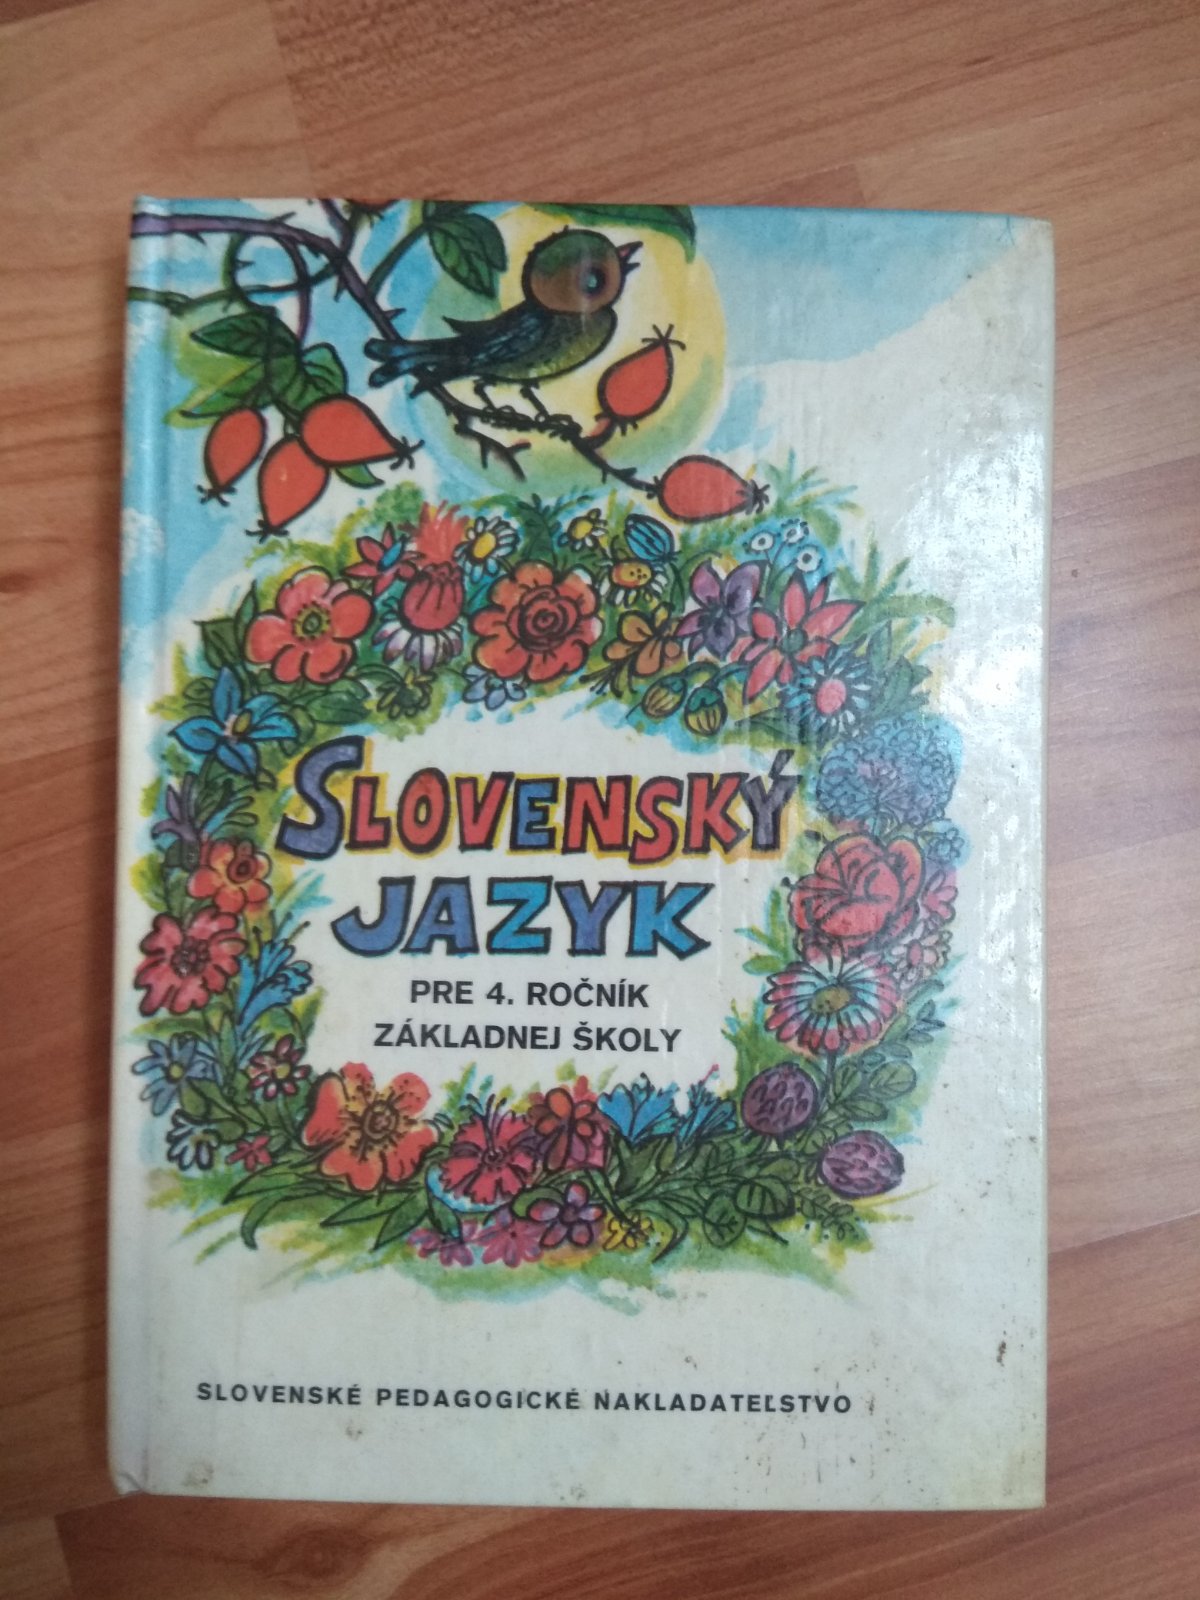 SLOVENSKÝ
JAZYK
PRE 4. ROČNÍK
ZÁKLADNEJ ŠKOLY
SLOVENSKÉ PEDAGOGICKÉ NAKLADATEĽSTVO